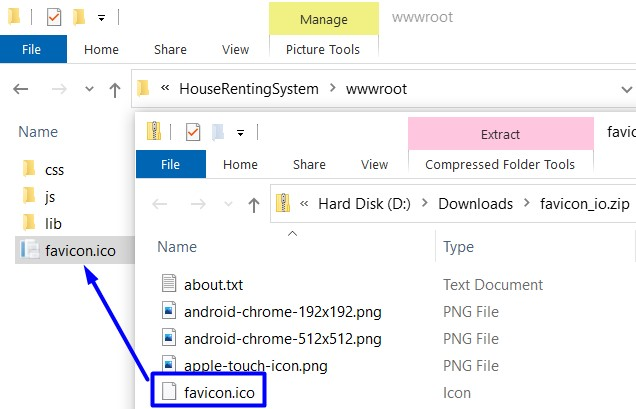 Manage
wwwroot
File
Home
Share
View
Picture Tools
« HouseRentingSystem > wwwroot
Name
css
js
lib
favicon.ico
Extract
favi
File
Home
Share
View
Compressed Folder Tools
Hard Disk (D:) > Downloads > favicon_io.zip
Name
Type
about.txt
Text Document
android-chrome-192x192.png
PNG File
android-chrome-512x512.png
PNG File
apple-touch-icon.png
PNG File
favicon.ico
Icon